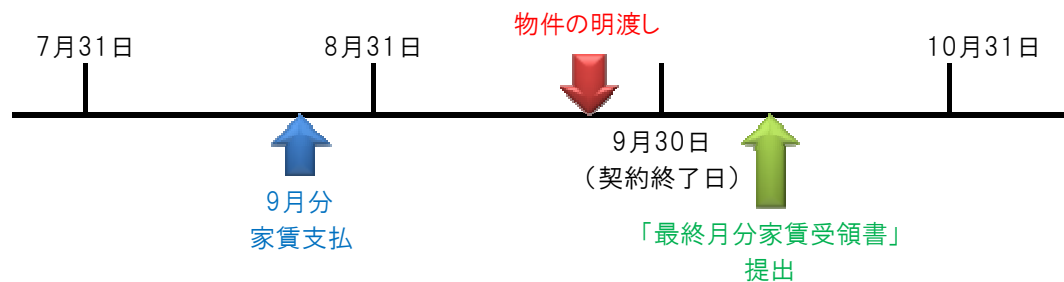 物件の明渡し
7月31日
8月31日
10月31日
9月30日
（契約終了日）
9月分
家賃支払
「最終月分家賃受領書」
提出